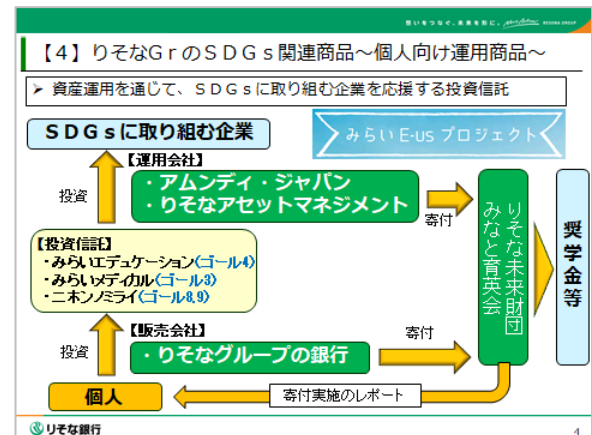 想いをつなぐ、未来を形に。 RESONA GROUP
【4】りそなGrのSDGs関連商品～個人向け運用商品～
➤ 資産運用を通じて、SDGsに取り組む企業を応援する投資信託
SDGsに取り組む企業
みらいE-usプロジェクト
【運用会社】
・アムンディ・ジャパン
・りそなアセットマネジメント
投資
寄付
りそな未来財団
みなと育英会
奨学金等
【投資信託】
・みらいエデュケーション(ゴール4)
・みらいメディカル(ゴール3)
・ニホンノミライ(ゴール8,9)
【販売会社】
・りそなグループの銀行
投資
寄付
個人
寄付実施のレポート
りそな銀行
4